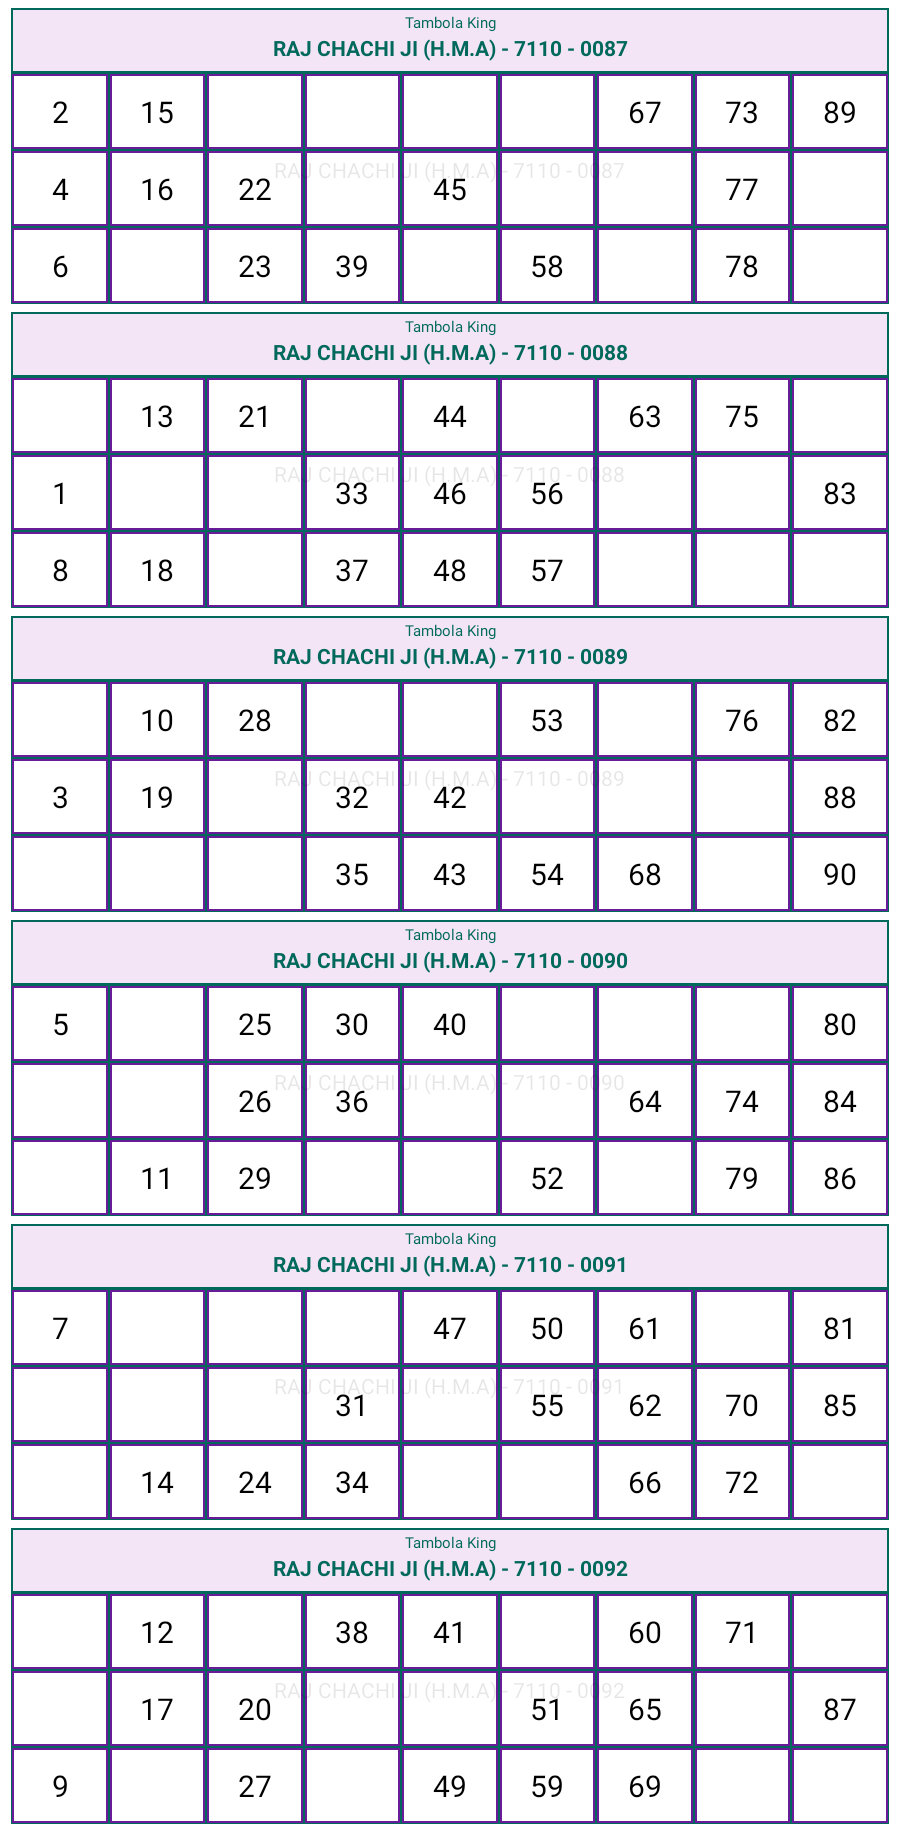 Tambola King
RAJ CHACHI JI (H.M.A) - 7110 - 0087
2 15 67 73 89
RAJ CHACHI JI (H.M.A) - 7110 - 0087
4 16 22 45 77
6 23 39 58 78
Tambola King
RAJ CHACHI JI (H.M.A) - 7110 - 0088
13 21 44 63 75
RAJ CHACHI JI (H.M.A) - 7110 - 0088
1 33 46 56 83
8 18 37 48 57
Tambola King
RAJ CHACHI JI (H.M.A) - 7110 - 0089
10 28 53 76 82
RAJ CHACHI JI (H.M.A) - 7110 - 0089
3 19 32 42 88
35 43 54 68 90
Tambola King
RAJ CHACHI JI (H.M.A) - 7110 - 0090
5 25 30 40 80
RAJ CHACHI JI (H.M.A) - 7110 - 0090
26 36 64 74 84
11 29 52 79 86
Tambola King
RAJ CHACHI JI (H.M.A) - 7110 - 0091
7 47 50 61 81
RAJ CHACHI JI (H.M.A) - 7110 - 0091
31 55 62 70 85
14 24 34 66 72
Tambola King
RAJ CHACHI JI (H.M.A) - 7110 - 0092
12 38 41 60 71
RAJ CHACHI JI (H.M.A) - 7110 - 0092
17 20 51 65 87
9 27 49 59 69